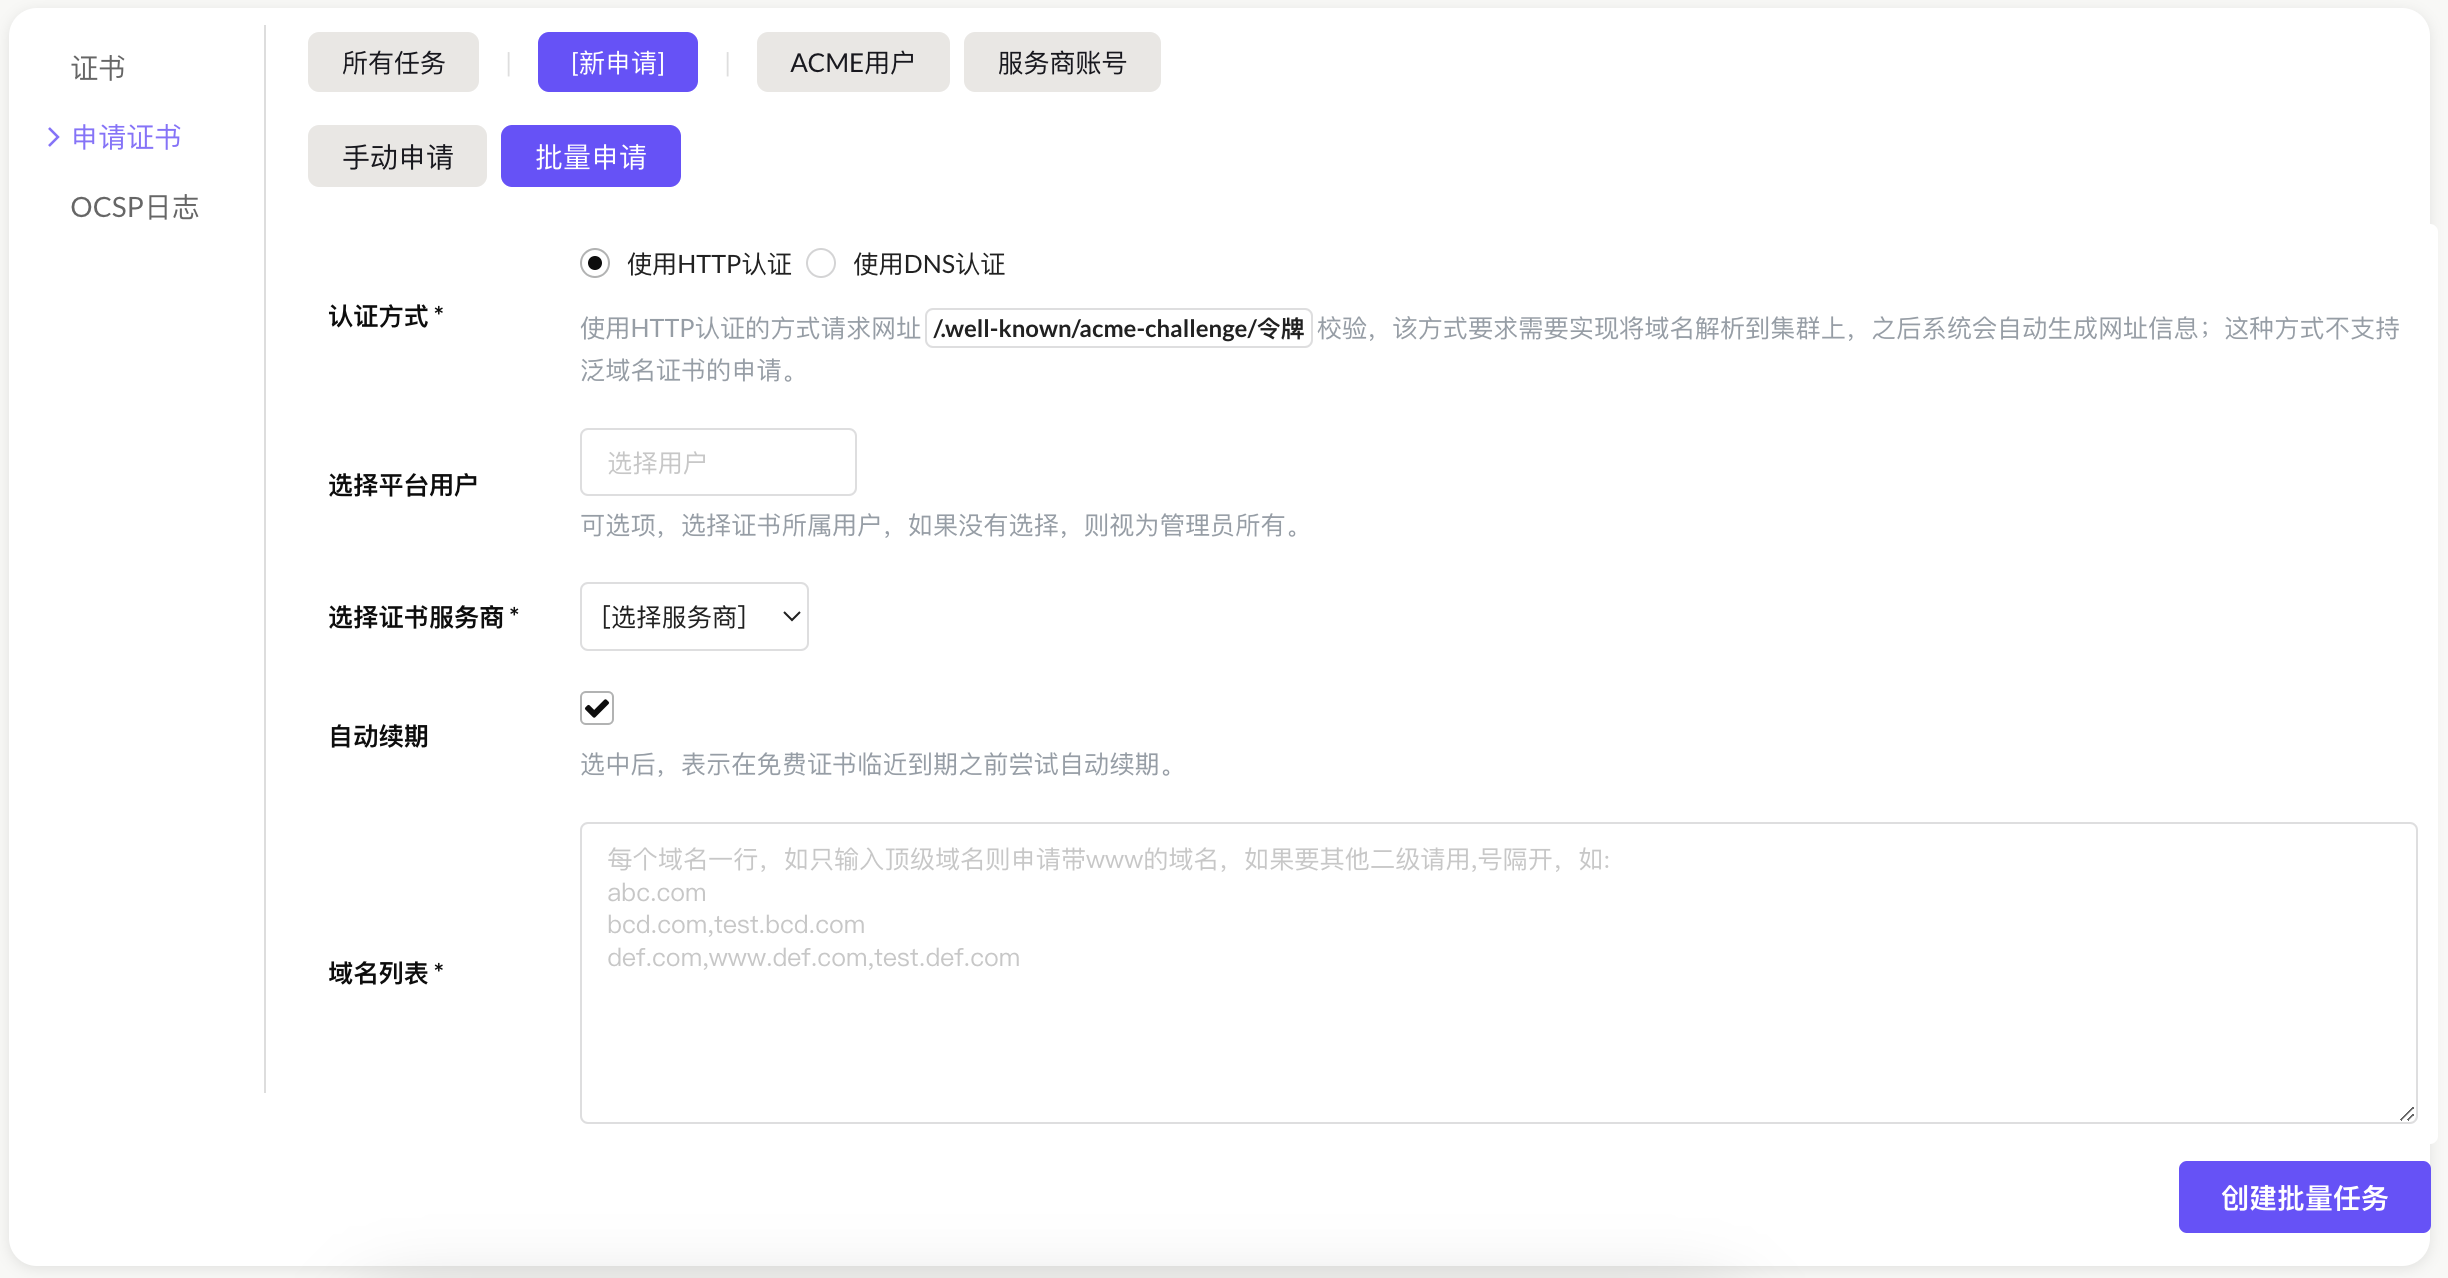 证书
申请证书
OCSP日志
所有任务 | [新申请] | ACME用户 服务商账号
手动申请 批量申请
使用HTTP认证 使用DNS认证
认证方式 *
使用HTTP认证的方式请求网址 /.well-known/acme-challenge/令牌 校验，该方式要求需要实现将域名解析到集群上，之后系统会自动生成网址信息；这种方式不支持
泛域名证书的申请。
选择平台用户
选择用户
可选项，选择证书所属用户，如果没有选择，则视为管理员所有。
选择证书服务商 *
[选择服务商]
自动续期
选中后，表示在免费证书临近到期之前尝试自动续期。
域名列表 *
每个域名一行，如只输入顶级域名则申请带www的域名，如果要其他二级请用,号隔开，如:
abc.com
bcd.com,test.bcd.com
def.com,www.def.com,test.def.com
创建批量任务